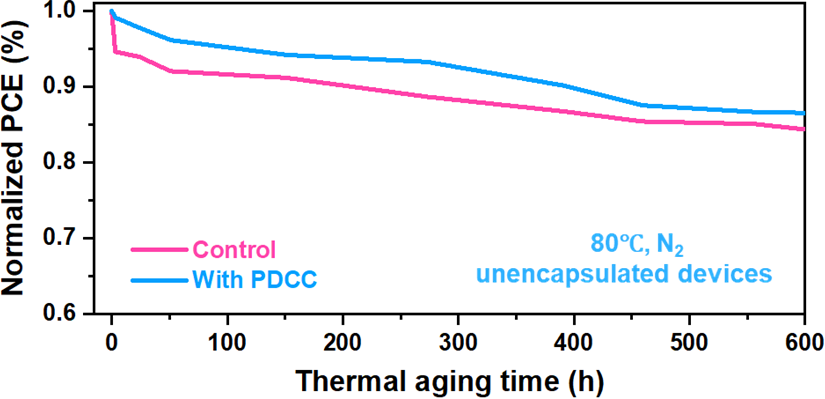 Normalized PCE (%)
1.0
0.9
0.8
0.7
0.6
Control
With PDCC
80℃, N₂
unencapsulated devices
0 100 200 300 400 500 600
Thermal aging time (h)